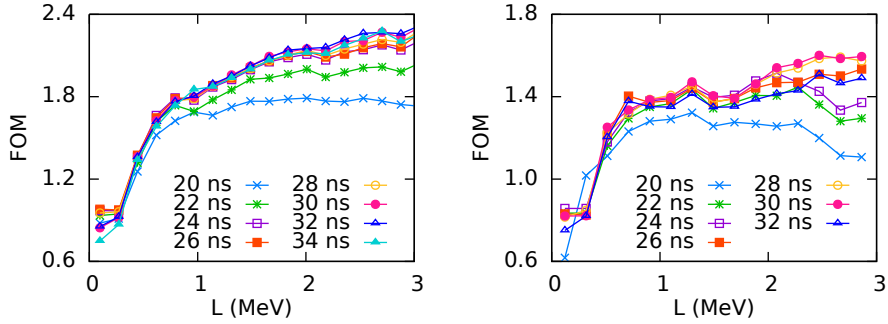 2.4
1.8
1.2
0.6
FOM
20 ns 28 ns
22 ns 30 ns
24 ns 32 ns
26 ns 34 ns
0 1 2 3
L (MeV)
1.8
1.4
1.0
0.6
FOM
20 ns 28 ns
22 ns 30 ns
24 ns 32 ns
26 ns
0 1 2 3
L (MeV)